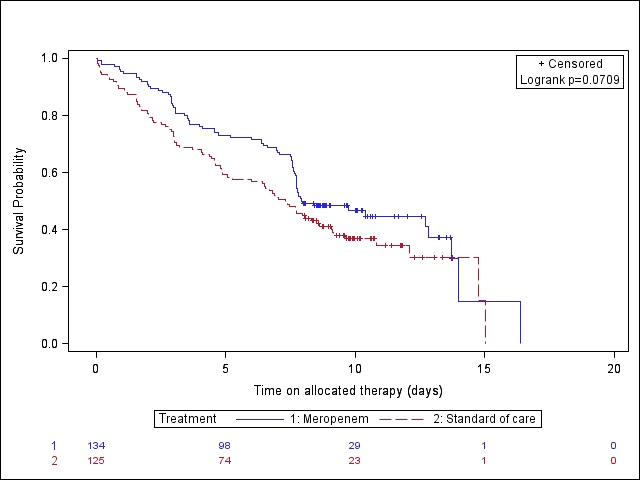 + Censored
Logrank p=0.0709
1.0
0.8
0.6
0.4
0.2
0.0
Survival Probability
0 5 10 15 20
Time on allocated therapy (days)
Treatment 1: Meropenem 2: Standard of care
1 134 98 29 1 0
2 125 74 23 1 0